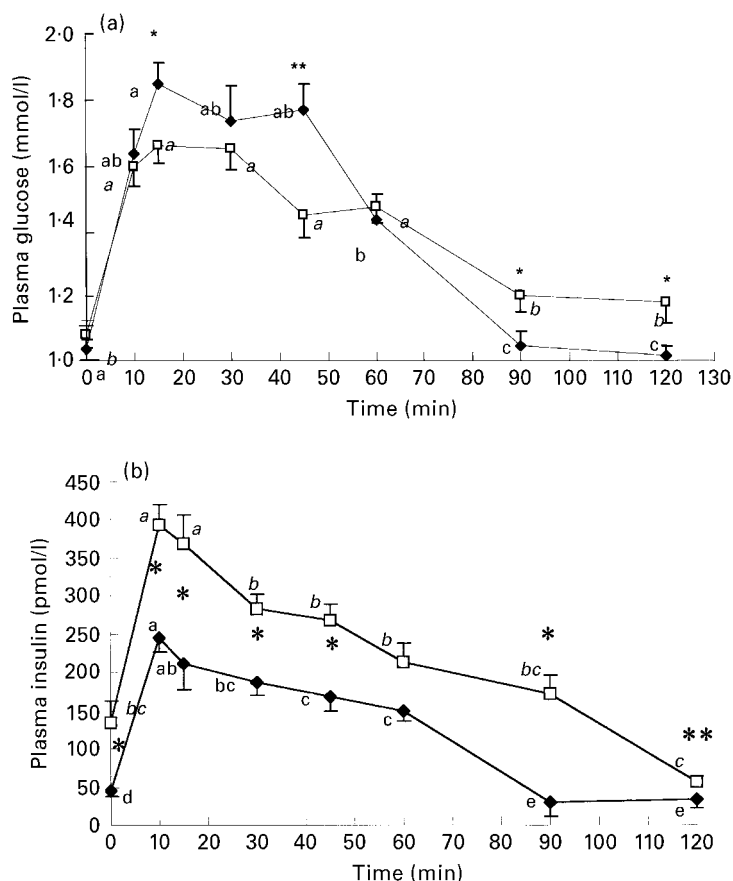 (a)
Plasma glucose (mmol/l)
2·0
1·8
1·6
1·4
1·2
1·0
*
**
a
ab
ab
ab
a
a
a
a
a
b
*
*
b
b
c
c
b
a
0 10 20 30 40 50 60 70 80 90 100 110 120 130
Time (min)
(b)
Plasma insulin (pmol/l)
450
400
350
300
250
200
150
100
50
0
a
a
*
*
b
b
*
*
*
b
a
ab
bc
bc
bc
c
c
**
*
c
d
e
e
0 10 20 30 40 50 60 70 80 90 100 110 120
Time (min)